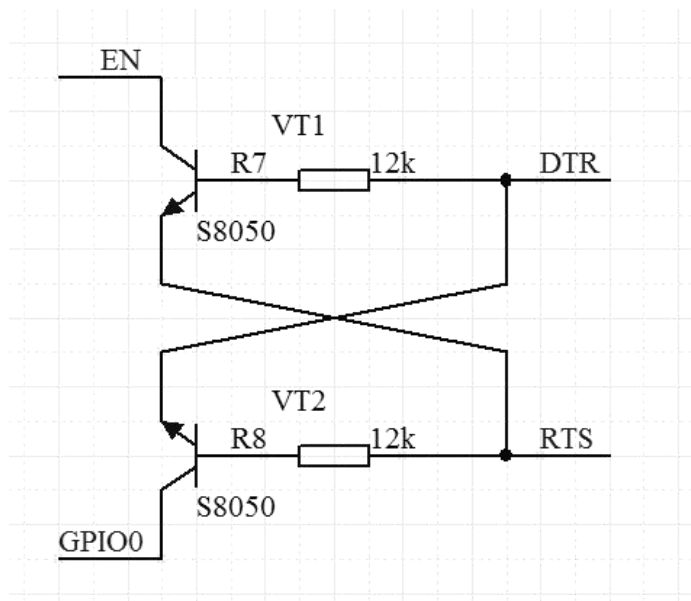 EN
VT1
R7 12k DTR
S8050
VT2
R8 12k RTS
S8050
GPIO0